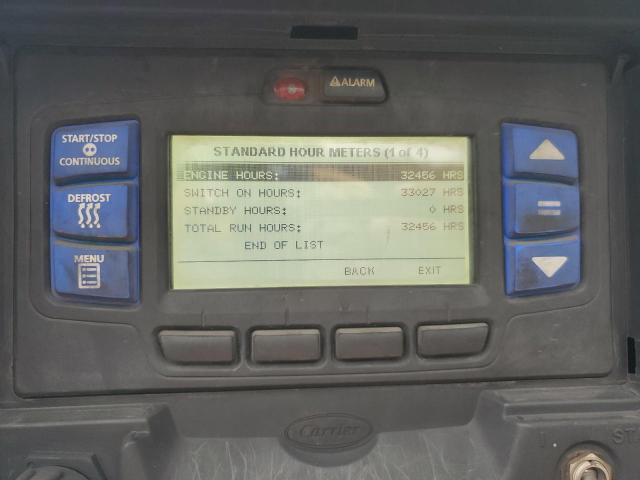 ALARM
START/STOP
CONTINUOUS
DEFROST
MENU
STANDARD HOUR METERS (1 of 4)
ENGINE HOURS: 32456 HRS
SWITCH ON HOURS: 33027 HRS
STANDBY HOURS: 0 HRS
TOTAL RUN HOURS: 32456 HRS
END OF LIST
BACK EXIT
Carrier
I ST